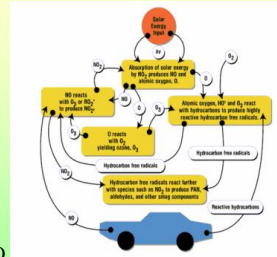 Solar
Energy
Input
hv
NO₂
O₂
Absorption of solar energy
by NO₂ produces NO and
atomic oxygen, O.
O
NO reacts
with O₃ or RO₂·
to produce NO₂.
NO
O
Atomic oxygen, HO· and O₃ react
with hydrocarbons to produce highly
reactive hydrocarbon free radicals.
O₃
O₂
O reacts
with O₂
yielding ozone, O₃
Hydrocarbon free radicals
Hydrocarbon free radicals
NO₂
Hydrocarbon free radicals react further
with species such as NO₂ to produce PAN,
aldehydes, and other smog components
NO
Reactive hydrocarbons